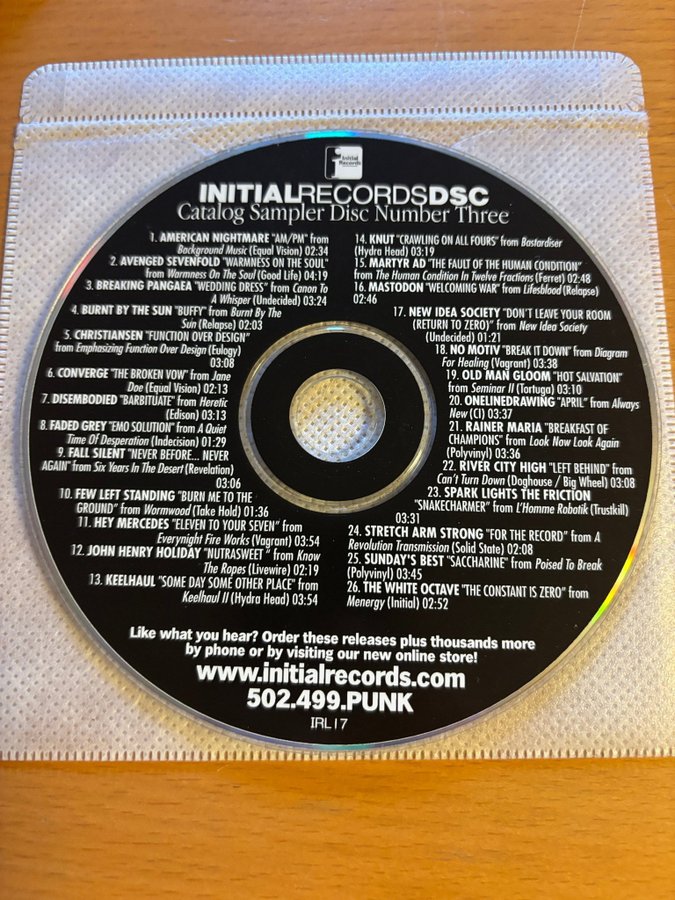 Initial
Records
INITIALRECORDSDSC
Catalog Sampler Disc Number Three
1. AMERICAN NIGHTMARE "AM/PM" from
Background Music (Equal Vision) 02:34
2. AVENGED SEVENFOLD "WARMNESS ON THE SOUL"
from Warmness On The Soul (Good Life) 04:19
3. BREAKING PANGAEA "WEDDING DRESS" from Canon To
A Whisper (Undecided) 03:24
4. BURNT BY THE SUN "BUFFY" from Burnt By The
Sun (Relapse) 02:03
5. CHRISTIANSEN "FUNCTION OVER DESIGN"
from Emphasizing Function Over Design (Eulogy)
03:08
6. CONVERGE "THE BROKEN VOW" from Jane
Doe (Equal Vision) 02:13
7. DISEMBODIED "BARBITUATE" from Heretic
(Edison) 03:13
8. FADED GREY "EMO SOLUTION" from A Quiet
Time Of Desperation (Indecision) 01:29
9. FALL SILENT "NEVER BEFORE... NEVER
AGAIN" from Six Years In The Desert (Revelation)
03:06
10. FEW LEFT STANDING "BURN ME TO THE
GROUND" from Wormwood (Take Hold) 01:36
11. HEY MERCEDES "ELEVEN TO YOUR SEVEN" from
Everynight Fire Works (Vagrant) 03:54
12. JOHN HENRY HOLIDAY "NUTRASWEET" from Know
The Ropes (Livewire) 02:19
13. KEELHAUL "SOME DAY SOME OTHER PLACE" from
Keelhaul II (Hydra Head) 03:54
14. KNUT "CRAWLING ON ALL FOURS" from Bastardiser
(Hydra Head) 03:19
15. MARTYR AD "THE FAULT OF THE HUMAN CONDITION"
from The Human Condition In Twelve Fractions (Ferret) 02:48
16. MASTODON "WELCOMING WAR" from Lifesblood (Relapse)
02:46
17. NEW IDEA SOCIETY "DON'T LEAVE YOUR ROOM
(RETURN TO ZERO)" from New Idea Society
(Undecided) 01:21
18. NO MOTIV "BREAK IT DOWN" from Diagram
For Healing (Vagrant) 03:38
19. OLD MAN GLOOM "HOT SALVATION"
from Seminar II (Tortuga) 03:10
20. ONELINEDRAWING "APRIL" from Always
New (CI) 03:37
21. RAINER MARIA "BREAKFAST OF
CHAMPIONS" from Look Now Look Again
(Polyvinyl) 03:36
22. RIVER CITY HIGH "LEFT BEHIND" from
Can't Turn Down (Doghouse / Big Wheel) 03:08
23. SPARK LIGHTS THE FRICTION
"SNAKECHARMER" from L'Homme Robotik (Trustkill)
03:31
24. STRETCH ARM STRONG "FOR THE RECORD" from A
Revolution Transmission (Solid State) 02:08
25. SUNDAY'S BEST "SACCHARINE" from Poised To Break
(Polyvinyl) 03:45
26. THE WHITE OCTAVE "THE CONSTANT IS ZERO" from
Menergy (Initial) 02:52
Like what you hear? Order these releases plus thousands more
by phone or by visiting our new online store!
www.initialrecords.com
502.499.PUNK
IRL17